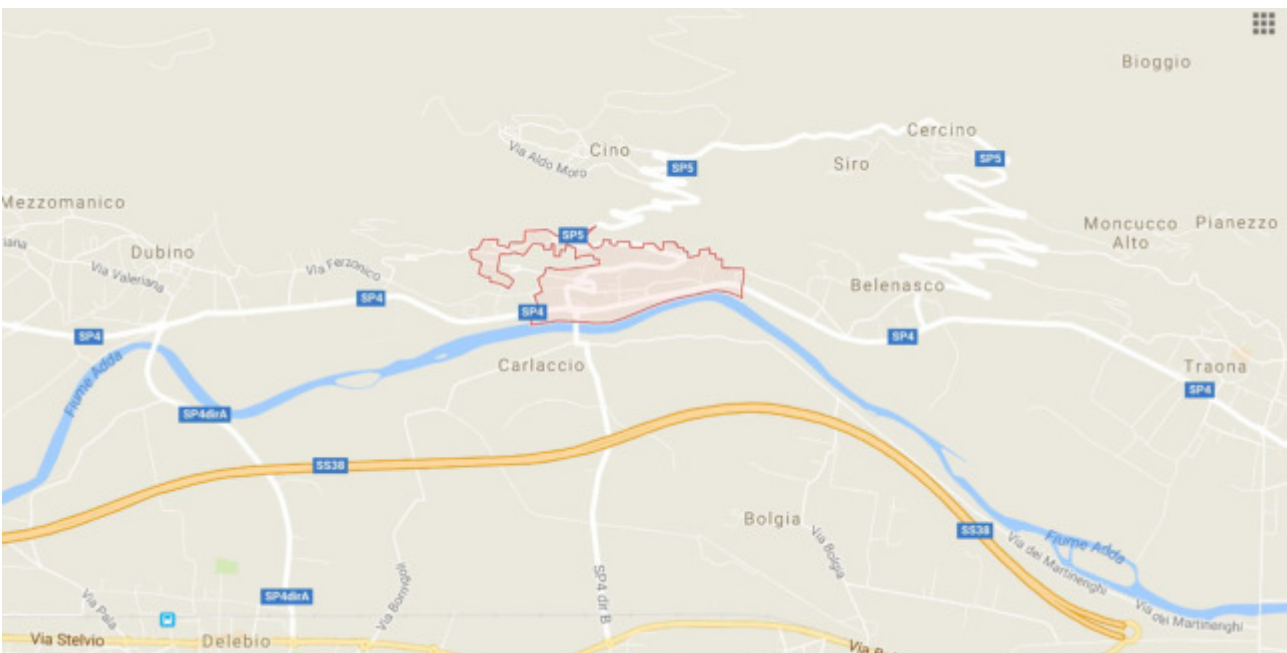 Bioggio
Cercino
Cino
Via Aldo Moro
SP5
Siro
SP5
Mezzomanico
Moncucco
Alto
Pianezzo
iana
Dubino
SP5
Via Valeriana
Via Ferzonico
SP4
SP4
Belenasco
SP4
SP4
Fiume Adda
Carlaccio
Traona
SP4
SP4dirA
SS38
Bolgia
SS38
Via Bolgia
Fiume Adda
Via dei Martinenghi
SP4 dir B
SP4dirA
Via Pala
Via dei Martinenghi
Via Stelvio
Delebio